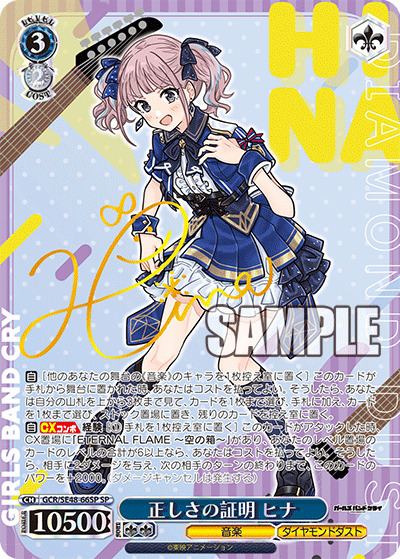 LEVEL
3
2
COST
HI
NA
DIAMOND DUST
GIRLS BAND CRY
Hina
SAMPLE
自 [他のあなたの舞台の《音楽》のキャラを1枚控え室に置く] このカードが
手札から舞台に置かれた時、あなたはコストを払ってよい。そうしたら、あなた
は自分の山札を上から3枚まで見て、カードを1枚まで選び、手札に加え、カード
を1枚まで選び、ストック置場に置き、残りのカードを控え室に置く。
自 CXコンボ 経験 [手札を1枚控え室に置く] このカードがアタックした時、
CX置場に「ETERNAL FLAME ～空の箱～」があり、あなたのレベル置場
のカードのレベルの合計が6以上なら、あなたはコストを払ってよい。そうした
ら、相手に2ダメージを与え、次の相手のターンの終わりまで、このカードの
パワーを＋2000。(ダメージキャンセルは発生する)
GCR/SE48-66SP SP
10500
正しさの証明 ヒナ
ガールズバンドクライ
音楽
ダイヤモンドダスト
©東映アニメーション